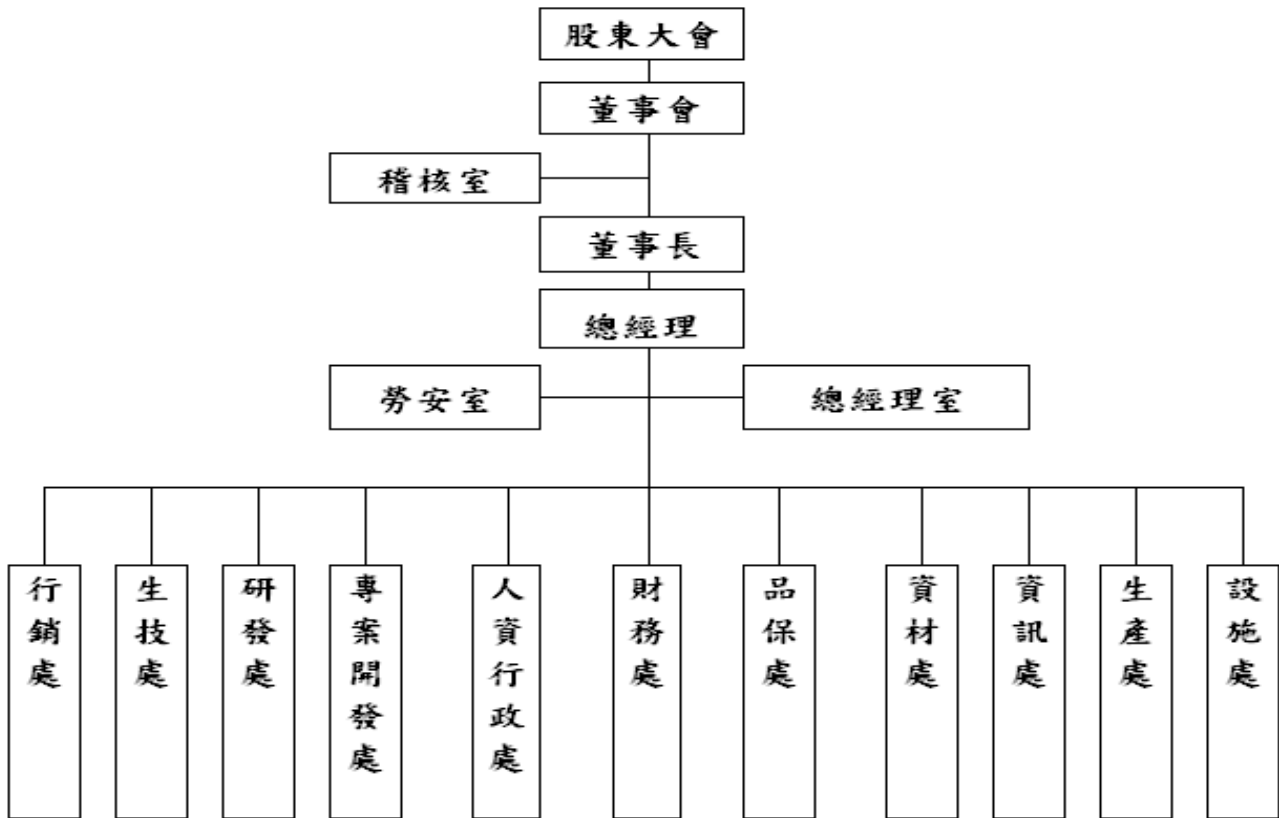 股東大會
董事會
稽核室
董事長
總經理
勞安室
總經理室
行銷處
生技處
研發處
專案開發處
人資行政處
財務處
品保處
資材處
資訊處
生產處
設施處